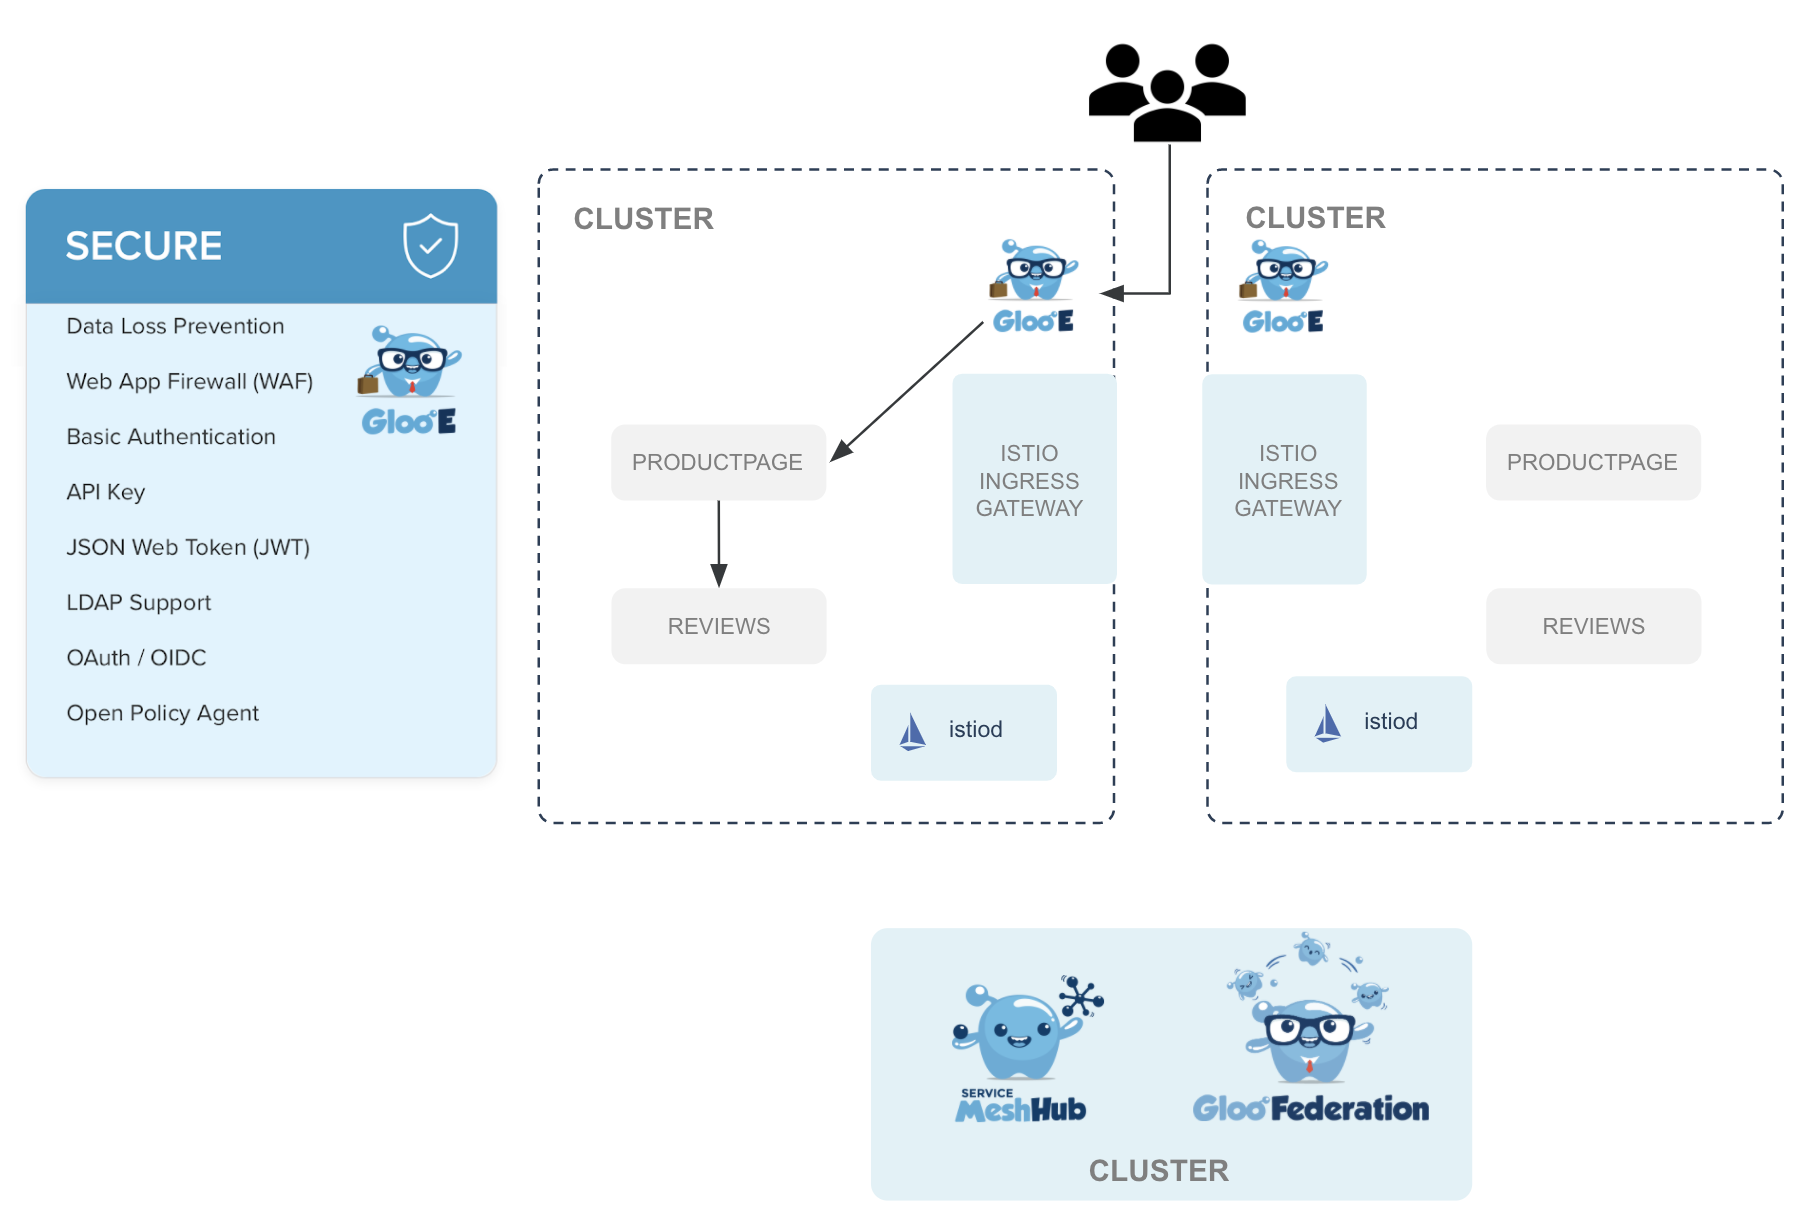 SECURE
Data Loss Prevention
Web App Firewall (WAF)
Basic Authentication
API Key
JSON Web Token (JWT)
LDAP Support
OAuth / OIDC
Open Policy Agent
Gloo E
CLUSTER
Gloo E
PRODUCTPAGE
ISTIO
INGRESS
GATEWAY
REVIEWS
istiod
CLUSTER
Gloo E
ISTIO
INGRESS
GATEWAY
PRODUCTPAGE
REVIEWS
istiod
SERVICE
MeshHub
Gloo Federation
CLUSTER